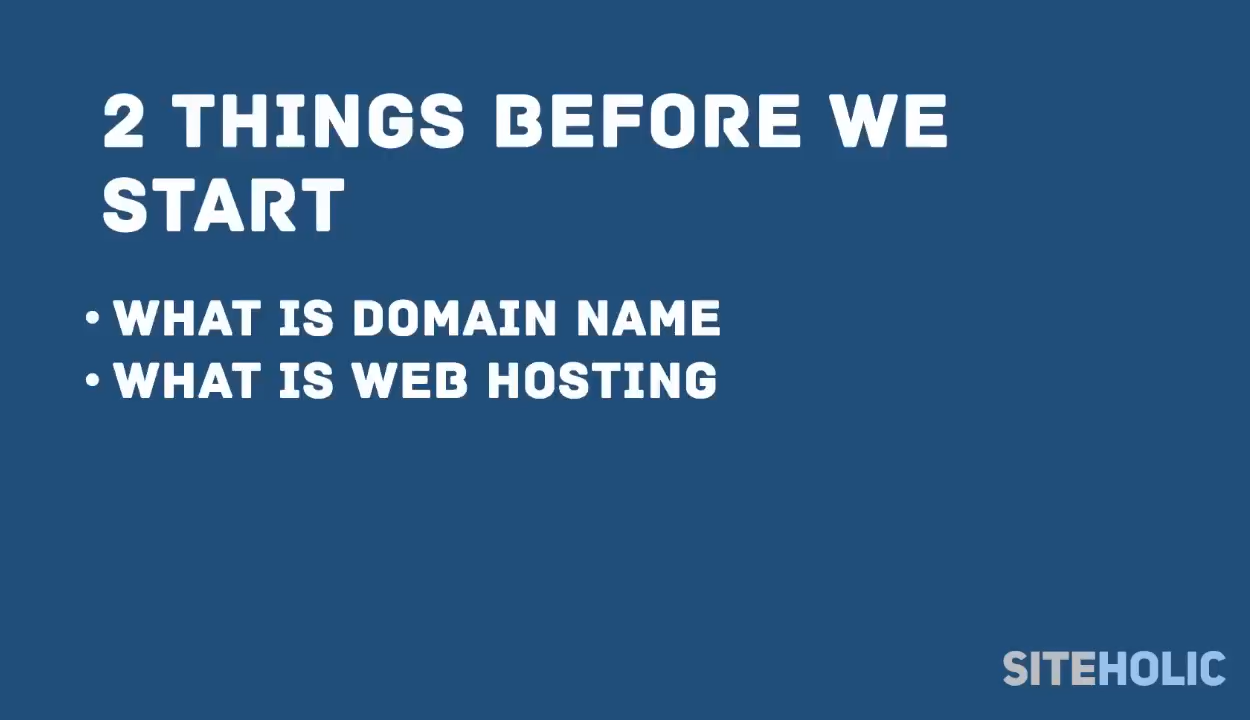 2 THINGS BEFORE WE
START
• WHAT IS DOMAIN NAME
• WHAT IS WEB HOSTING
SITEHOLIC